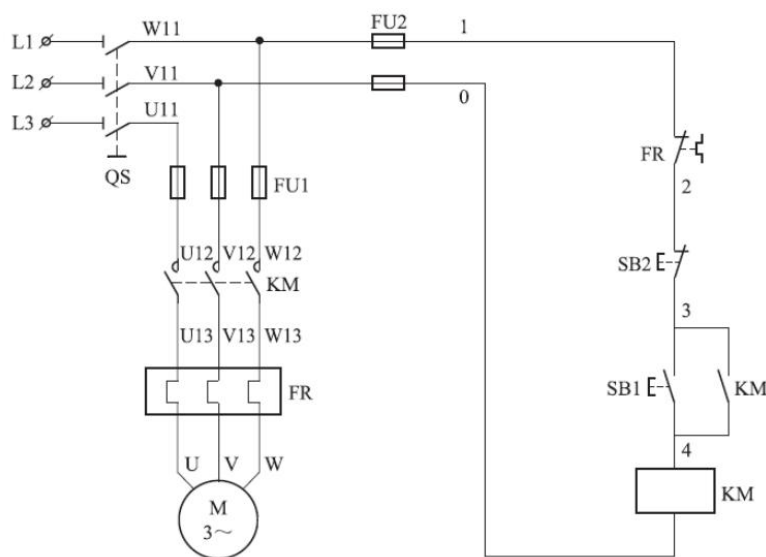 L1
W11
FU2
1
L2
V11
0
L3
U11
QS
FU1
FR
2
U12 V12 W12
KM
SB2
3
U13 V13 W13
FR
SB1
KM
4
U V W
KM
M
3～